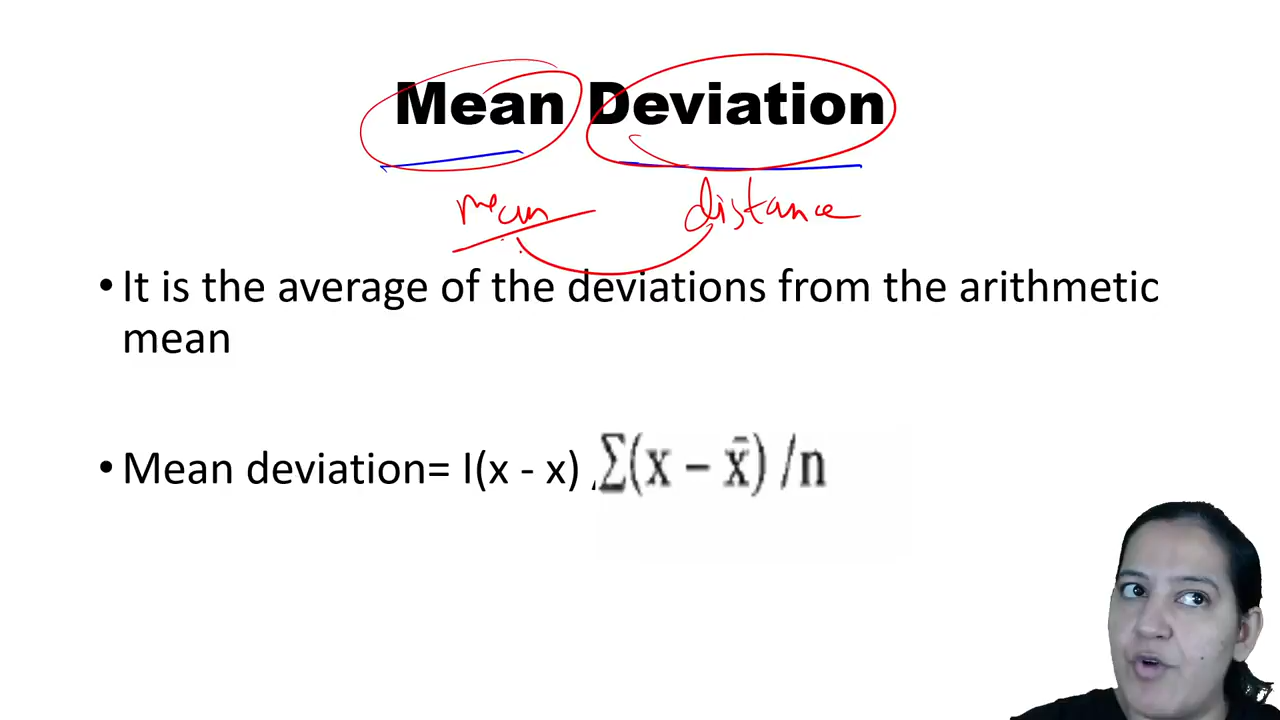 Mean Deviation
mean distance
• It is the average of the deviations from the arithmetic
mean
• Mean deviation= I(x - x) Σ(x – x̄) /n